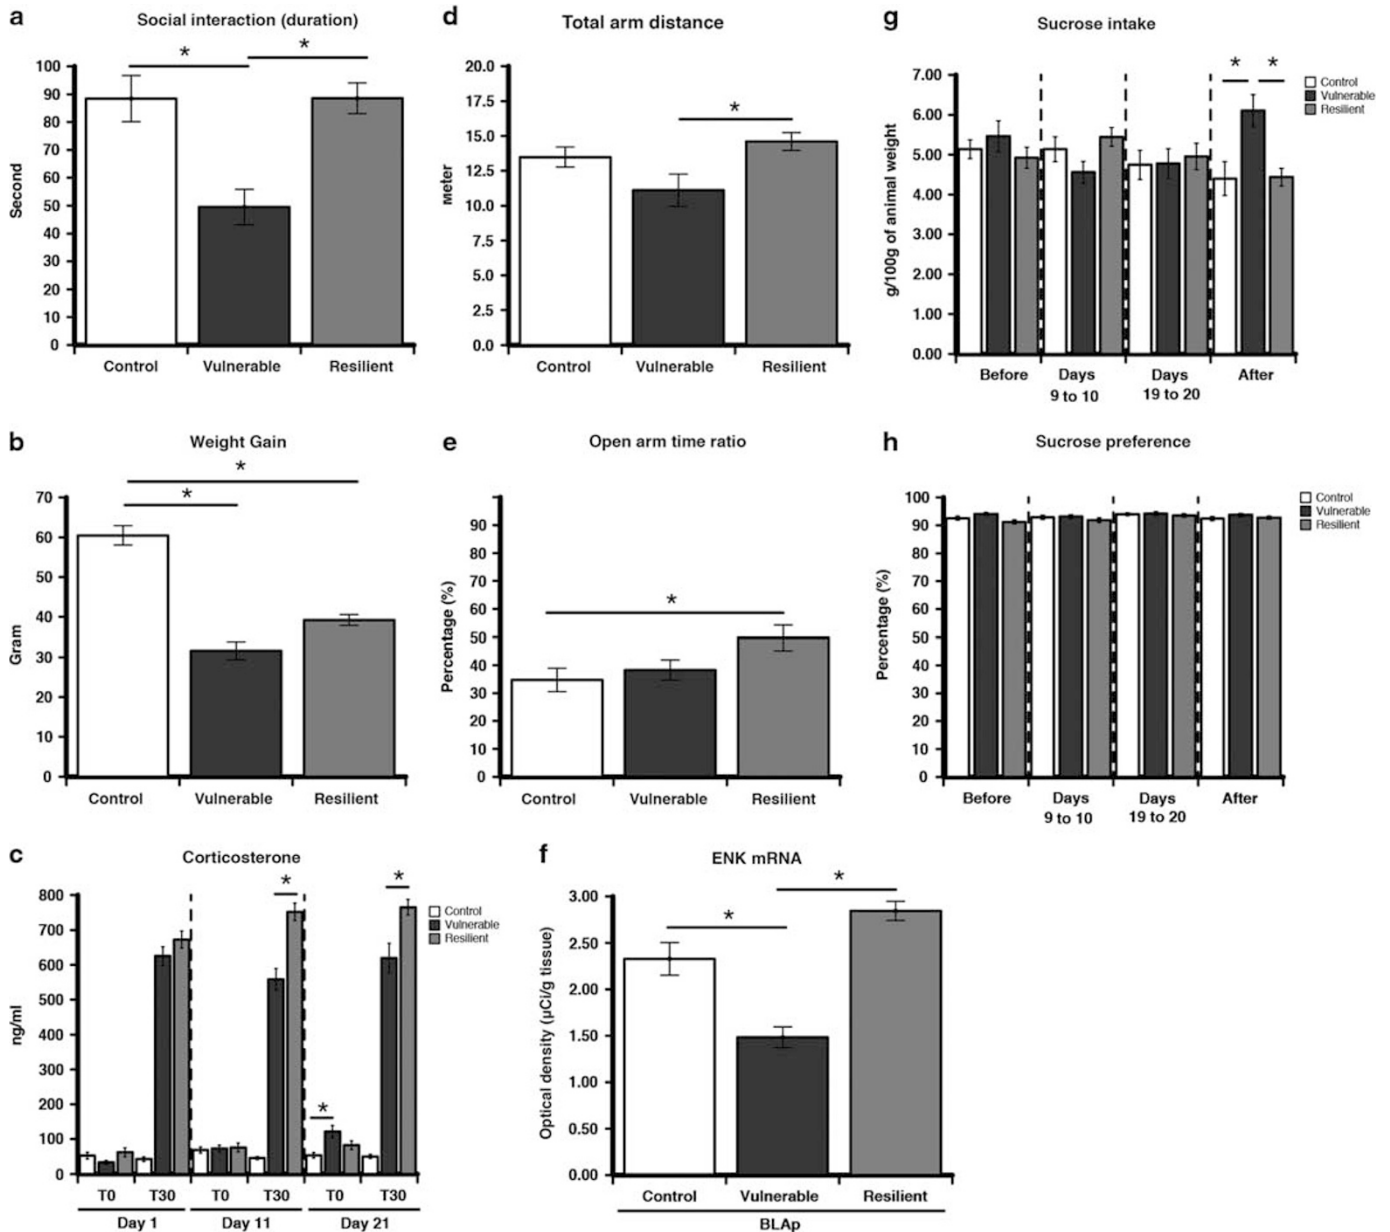 a
Social interaction (duration)
*
*
100
90
80
70
60
50
40
30
20
10
0
Second
Control Vulnerable Resilient
d
Total arm distance
*
20.0
17.5
15.0
12.5
10.0
7.5
5.0
2.5
0.0
Meter
Control Vulnerable Resilient
g
Sucrose intake
* *
7.00
6.00
5.00
4.00
3.00
2.00
1.00
0.00
g/100g of animal weight
Control
Vulnerable
Resilient
Before Days Days After
9 to 10 19 to 20
b
Weight Gain
*
*
70
60
50
40
30
20
10
0
Gram
Control Vulnerable Resilient
e
Open arm time ratio
*
90
80
70
60
50
40
30
20
10
0
Percentage (%)
Control Vulnerable Resilient
h
Sucrose preference
100
90
80
70
60
50
40
30
20
10
0
Percentage (%)
Control
Vulnerable
Resilient
Before Days Days After
9 to 10 19 to 20
c
Corticosterone
*
*
*
800
700
600
500
400
300
200
100
0
ng/ml
Control
Vulnerable
Resilient
T0 T30 T0 T30 T0 T30
Day 1 Day 11 Day 21
f
ENK mRNA
*
*
3.00
2.50
2.00
1.50
1.00
0.50
0.00
Optical density (µCi/g tissue)
Control Vulnerable Resilient
BLAp